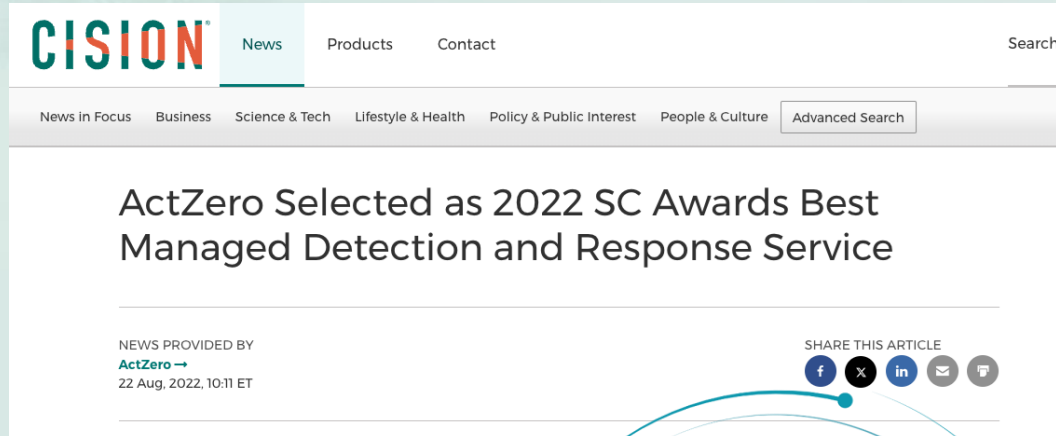 CISION®
News Products Contact
Search
News in Focus Business Science & Tech Lifestyle & Health Policy & Public Interest People & Culture Advanced Search
ActZero Selected as 2022 SC Awards Best
Managed Detection and Response Service
NEWS PROVIDED BY
ActZero →
22 Aug, 2022, 10:11 ET
SHARE THIS ARTICLE